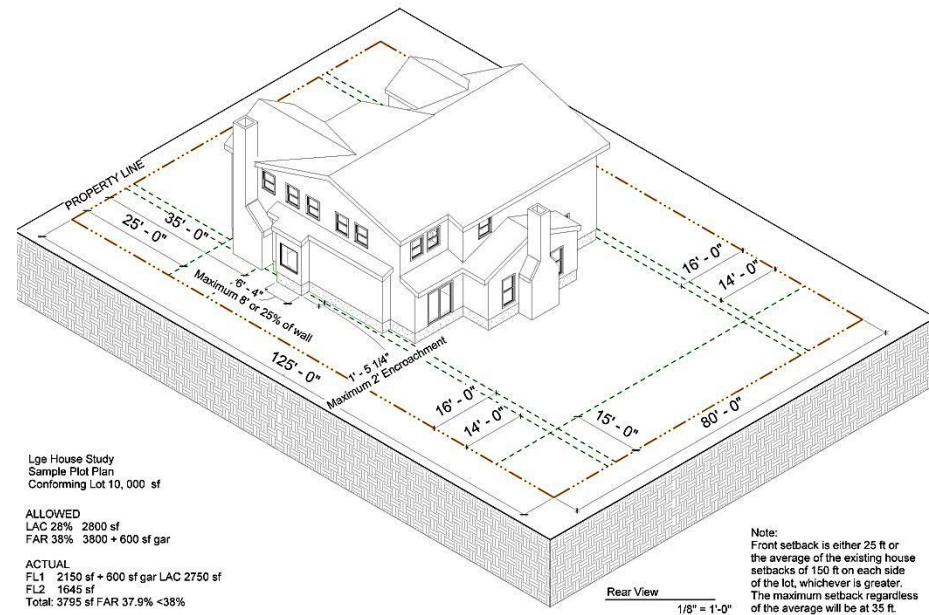 PROPERTY LINE
25' - 0"
35' - 0"
6' - 4"
Maximum 8' or 25% of wall
125' - 0"
1' - 5 1/4"
Maximum 2' Encroachment
16' - 0"
14' - 0"
16' - 0"
14' - 0"
15' - 0"
80' - 0"
Lge House Study
Sample Plot Plan
Conforming Lot 10, 000 sf
ALLOWED
LAC 28% 2800 sf
FAR 38% 3800 + 600 sf gar
ACTUAL
FL1 2150 sf + 600 sf gar LAC 2750 sf
FL2 1645 sf
Total: 3795 sf FAR 37.9% <38%
Rear View
1/8" = 1'-0"
Note:
Front setback is either 25 ft or
the average of the existing house
setbacks of 150 ft on each side
of the lot, whichever is greater.
The maximum setback regardless
of the average will be at 35 ft.